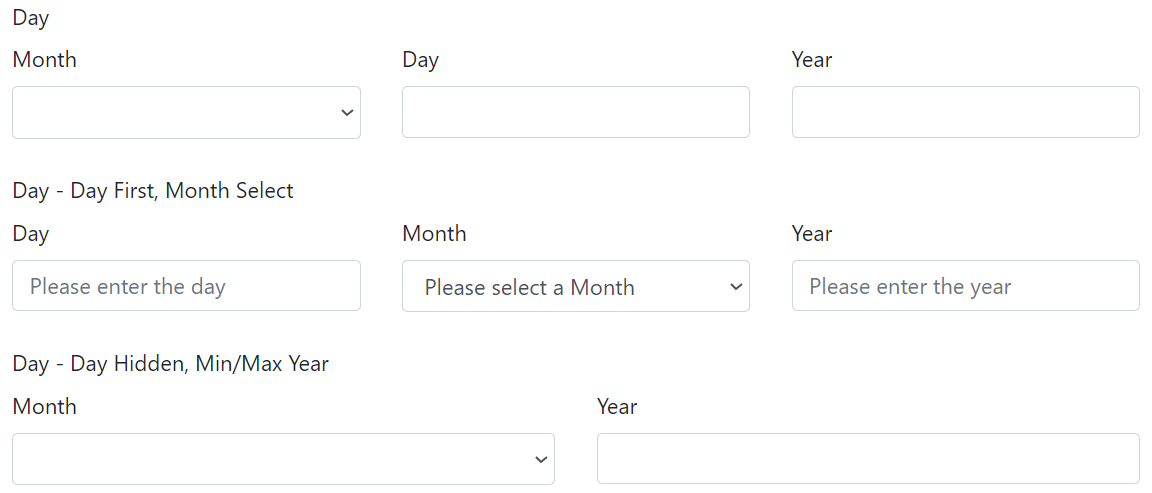 Day
Month Day Year
Day - Day First, Month Select
Day Month Year
Please enter the day Please select a Month Please enter the year
Day - Day Hidden, Min/Max Year
Month Year